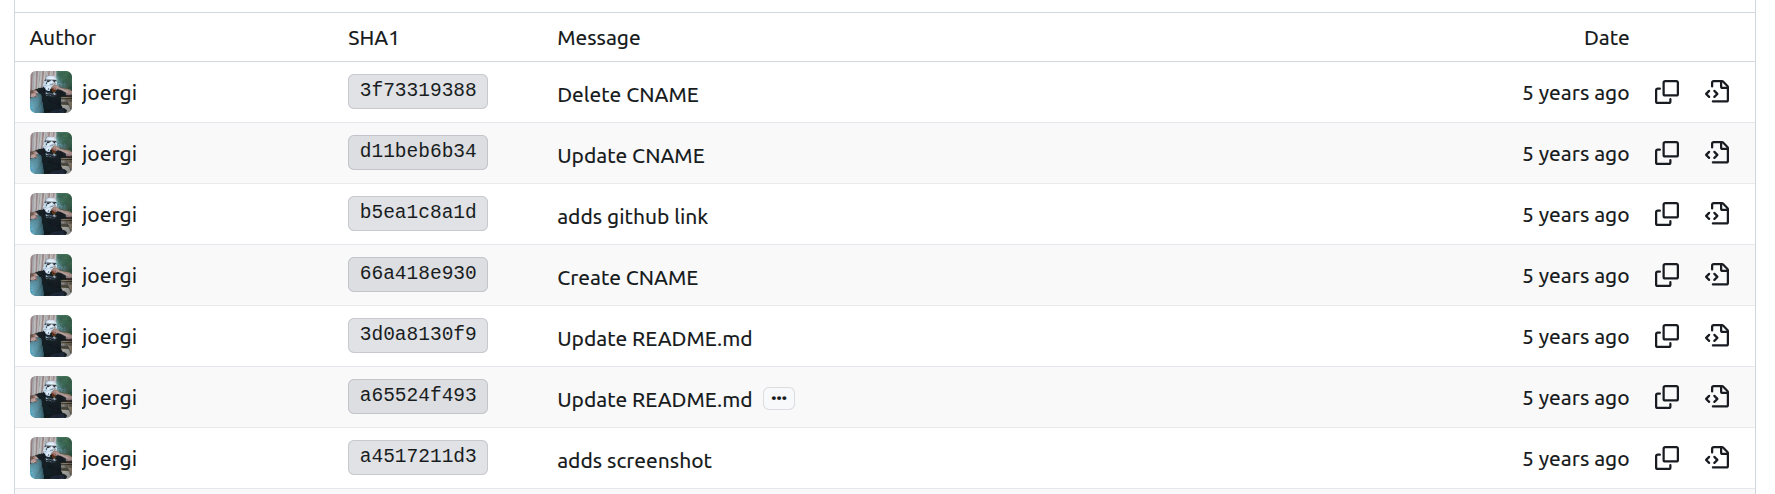 Author SHA1 Message Date
joergi 3f73319388 Delete CNAME 5 years ago
joergi d11beb6b34 Update CNAME 5 years ago
joergi b5ea1c8a1d adds github link 5 years ago
joergi 66a418e930 Create CNAME 5 years ago
joergi 3d0a8130f9 Update README.md 5 years ago
joergi a65524f493 Update README.md ... 5 years ago
joergi a4517211d3 adds screenshot 5 years ago